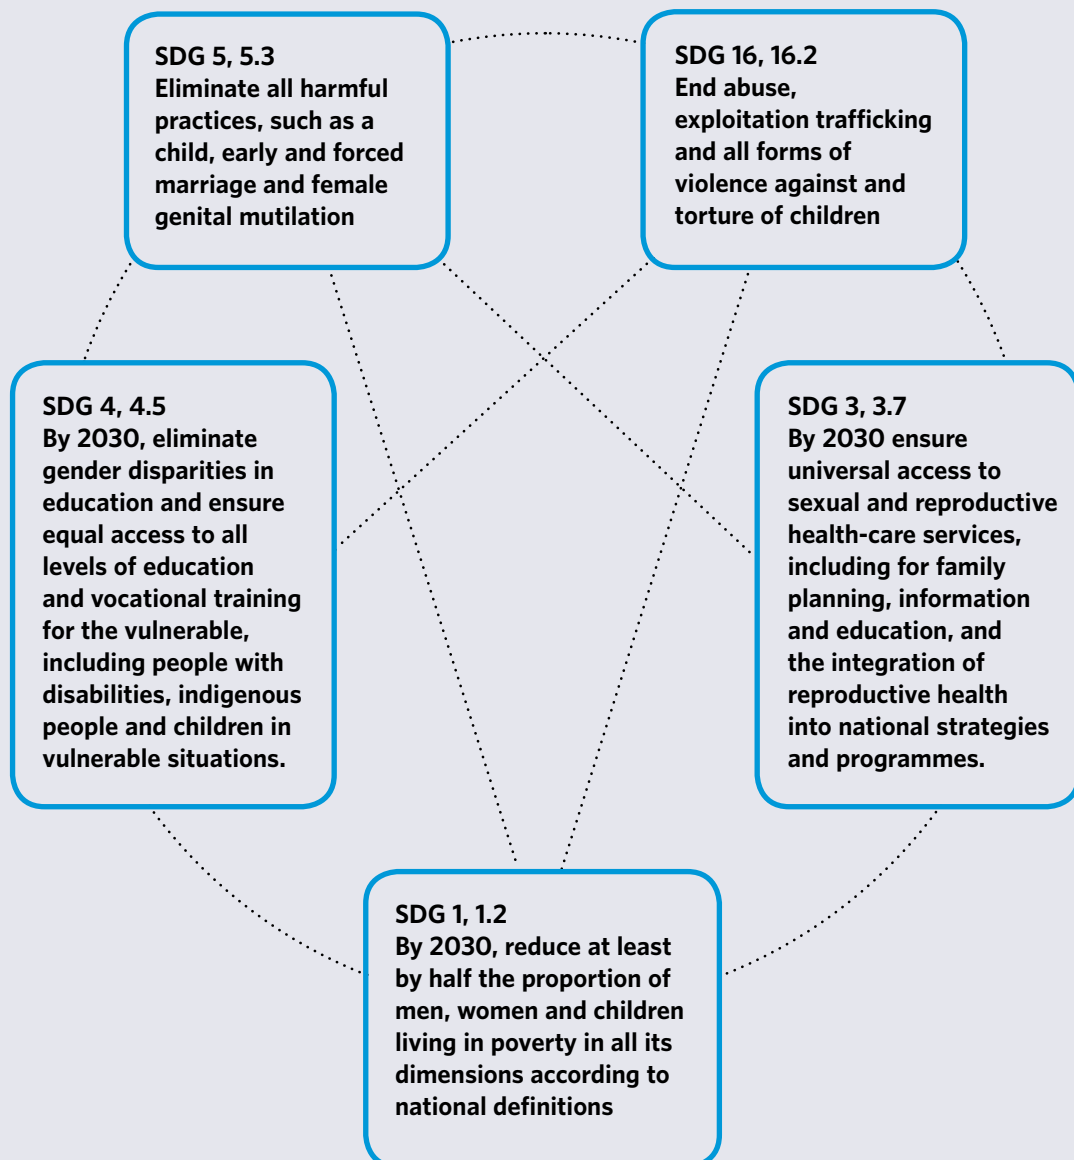 SDG 5, 5.3
Eliminate all harmful
practices, such as a
child, early and forced
marriage and female
genital mutilation
SDG 16, 16.2
End abuse,
exploitation trafficking
and all forms of
violence against and
torture of children
SDG 4, 4.5
By 2030, eliminate
gender disparities in
education and ensure
equal access to all
levels of education
and vocational training
for the vulnerable,
including people with
disabilities, indigenous
people and children in
vulnerable situations.
SDG 3, 3.7
By 2030 ensure
universal access to
sexual and reproductive
health-care services,
including for family
planning, information
and education, and
the integration of
reproductive health
into national strategies
and programmes.
SDG 1, 1.2
By 2030, reduce at least
by half the proportion of
men, women and children
living in poverty in all its
dimensions according to
national definitions